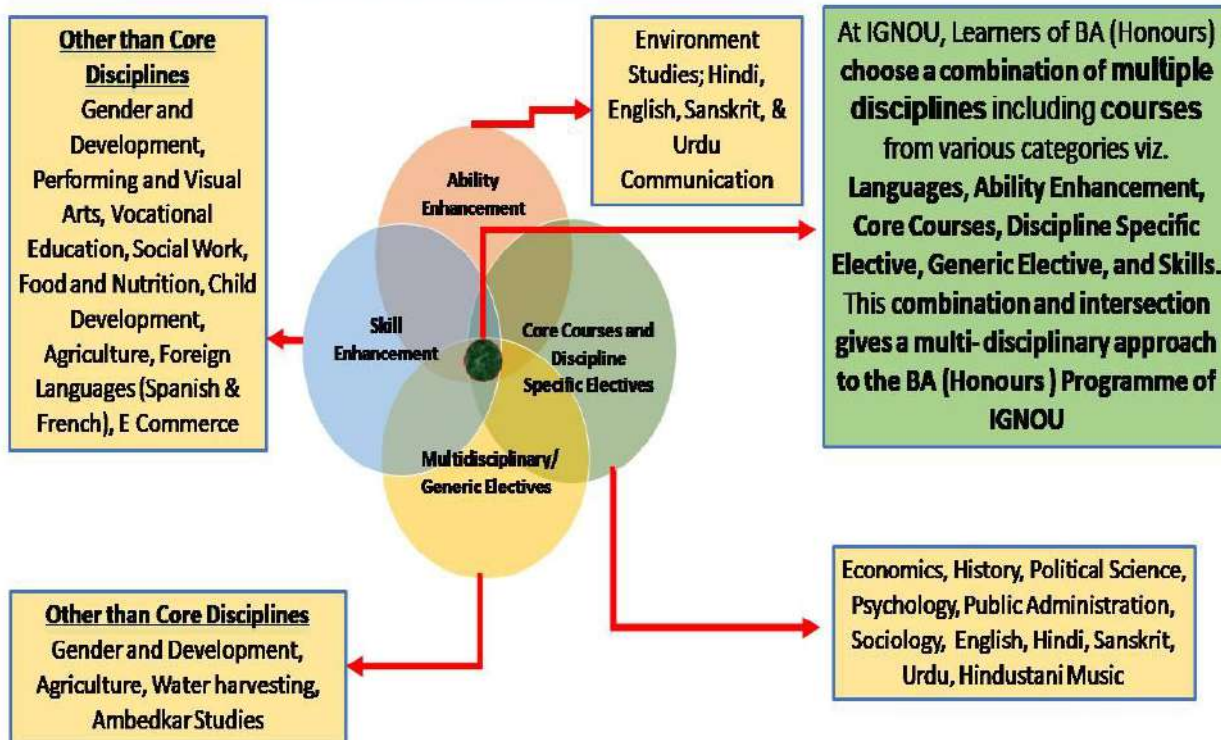 Other than Core
Disciplines
Gender and
Development,
Performing and Visual
Arts, Vocational
Education, Social Work,
Food and Nutrition, Child
Development,
Agriculture, Foreign
Languages (Spanish &
French), E Commerce
Environment
Studies; Hindi,
English, Sanskrit, &
Urdu
Communication
At IGNOU, Learners of BA (Honours)
choose a combination of multiple
disciplines including courses
from various categories viz.
Languages, Ability Enhancement,
Core Courses, Discipline Specific
Elective, Generic Elective, and Skills.
This combination and intersection
gives a multi- disciplinary approach
to the BA (Honours ) Programme of
IGNOU
Ability
Enhancement
Skill
Enhancement
Core Courses and
Discipline
Specific Electives
Multidisciplinary/
Generic Electives
Other than Core Disciplines
Gender and Development,
Agriculture, Water harvesting,
Ambedkar Studies
Economics, History, Political Science,
Psychology, Public Administration,
Sociology, English, Hindi, Sanskrit,
Urdu, Hindustani Music